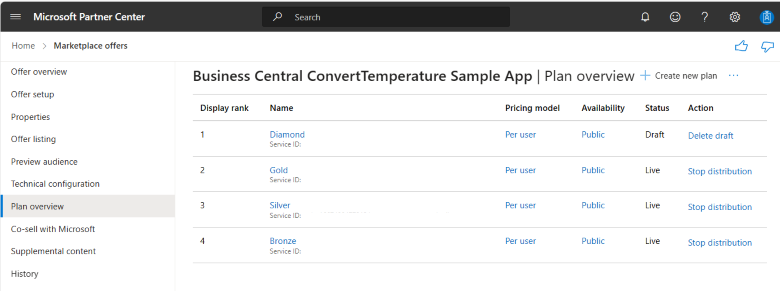 Microsoft Partner Center
Search
Home > Marketplace offers
Offer overview
Offer setup
Properties
Offer listing
Preview audience
Technical configuration
Plan overview
Co-sell with Microsoft
Supplemental content
History
Business Central ConvertTemperature Sample App | Plan overview + Create new plan ...
Display rank Name Pricing model Availability Status Action
1 Diamond Per user Public Draft Delete draft
Service ID:
2 Gold Per user Public Live Stop distribution
Service ID:
3 Silver Per user Public Live Stop distribution
Service ID:
4 Bronze Per user Public Live Stop distribution
Service ID: